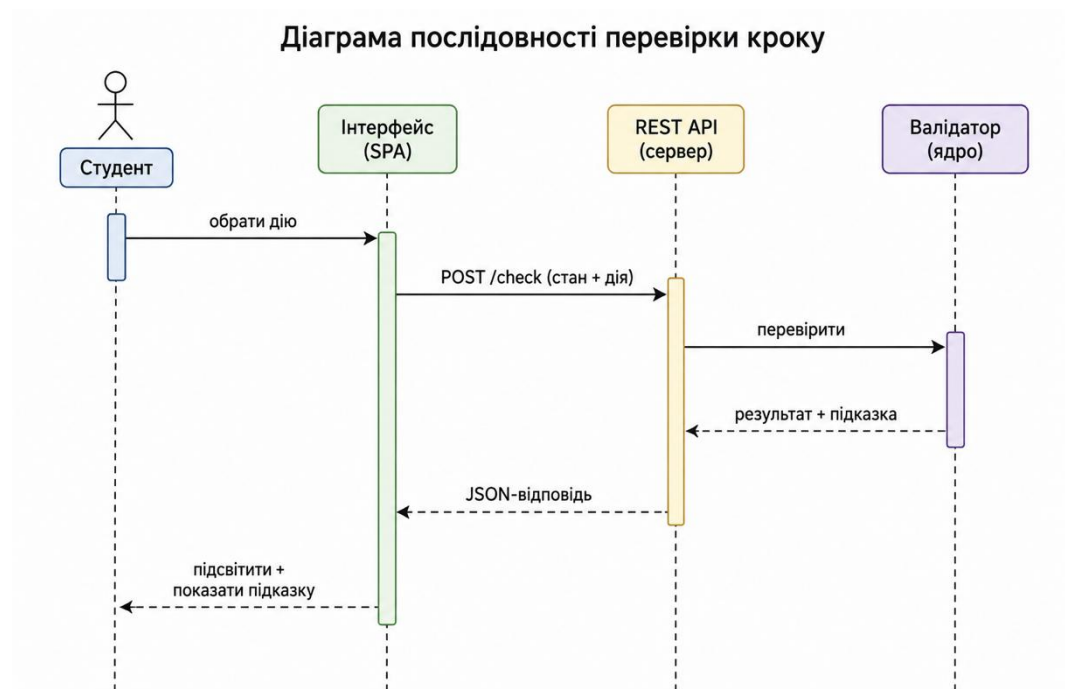 Діаграма послідовності перевірки кроку
Студент
Інтерфейс
(SPA)
REST API
(сервер)
Валідатор
(ядро)
обрати дію
POST /check (стан + дія)
перевірити
результат + підказка
JSON-відповідь
підсвітити +
показати підказку